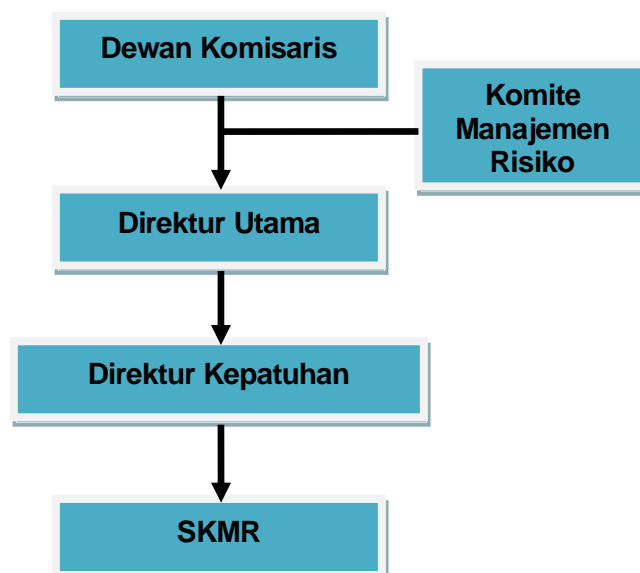 Dewan Komisaris
Komite
Manajemen
Risiko
Direktur Utama
Direktur Kepatuhan
SKMR